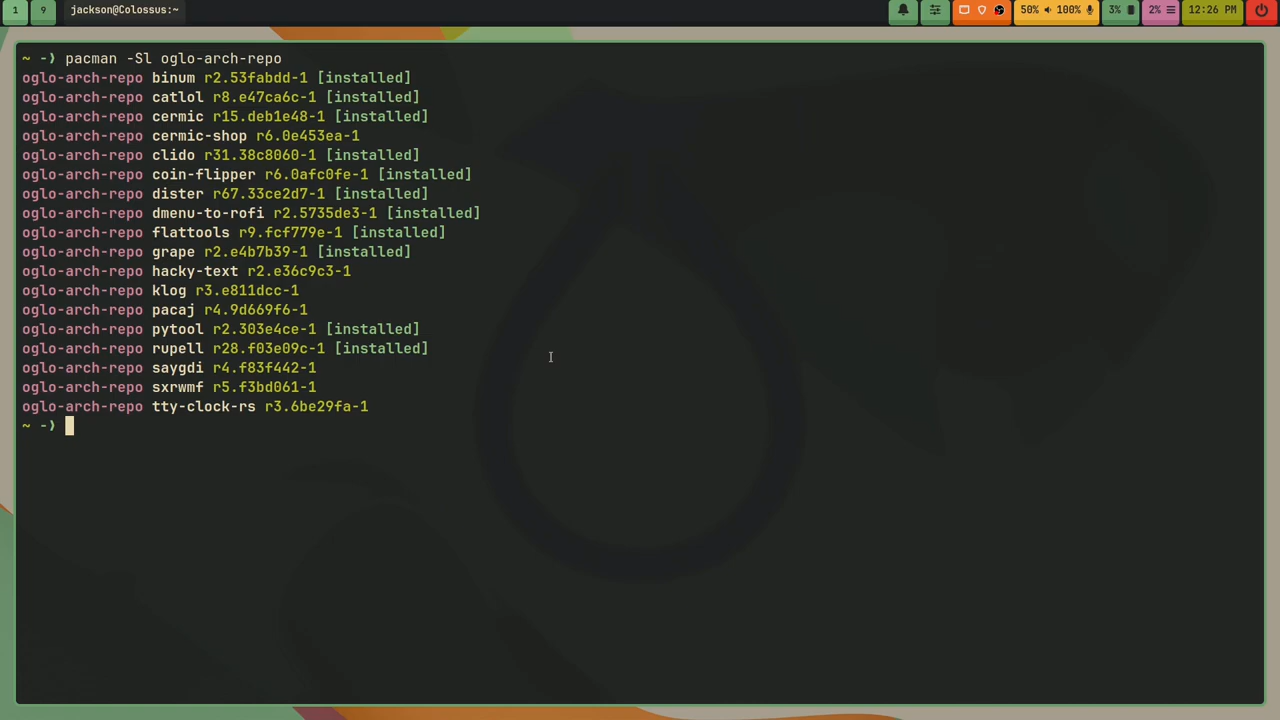 1 9 jackson@Colossus:~ 50% 100% 3% 2% 12:26 PM
~ -❯ pacman -Sl oglo-arch-repo
oglo-arch-repo binum r2.53fabdd-1 [installed]
oglo-arch-repo catlol r8.e47ca6c-1 [installed]
oglo-arch-repo cermic r15.deb1e48-1 [installed]
oglo-arch-repo cermic-shop r6.0e453ea-1
oglo-arch-repo clido r31.38c8060-1 [installed]
oglo-arch-repo coin-flipper r6.0afc0fe-1 [installed]
oglo-arch-repo dister r67.33ce2d7-1 [installed]
oglo-arch-repo dmenu-to-rofi r2.5735de3-1 [installed]
oglo-arch-repo flattools r9.fcf779e-1 [installed]
oglo-arch-repo grape r2.e4b7b39-1 [installed]
oglo-arch-repo hacky-text r2.e36c9c3-1
oglo-arch-repo klog r3.e811dcc-1
oglo-arch-repo pacaj r4.9d669f6-1
oglo-arch-repo pytool r2.303e4ce-1 [installed]
oglo-arch-repo rupell r28.f03e09c-1 [installed]
oglo-arch-repo saygdi r4.f83f442-1
oglo-arch-repo sxrwmf r5.f3bd061-1
oglo-arch-repo tty-clock-rs r3.6be29fa-1
~ -❯